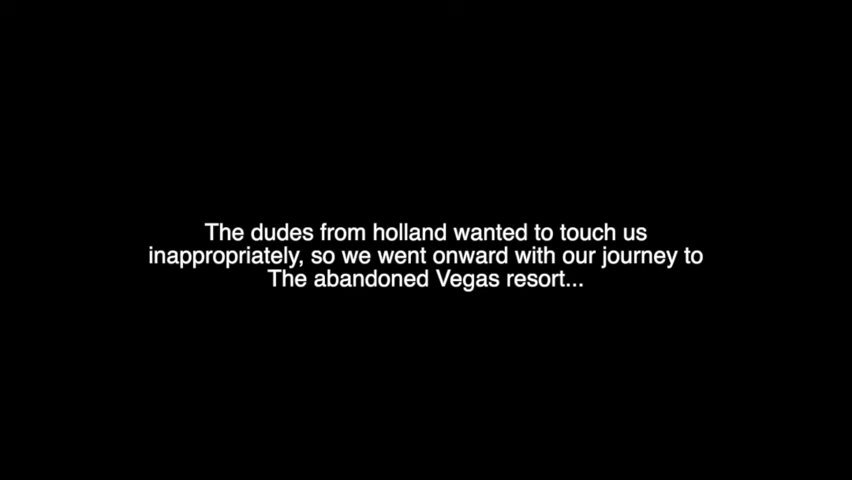 The dudes from holland wanted to touch us
inappropriately, so we went onward with our journey to
The abandoned Vegas resort...